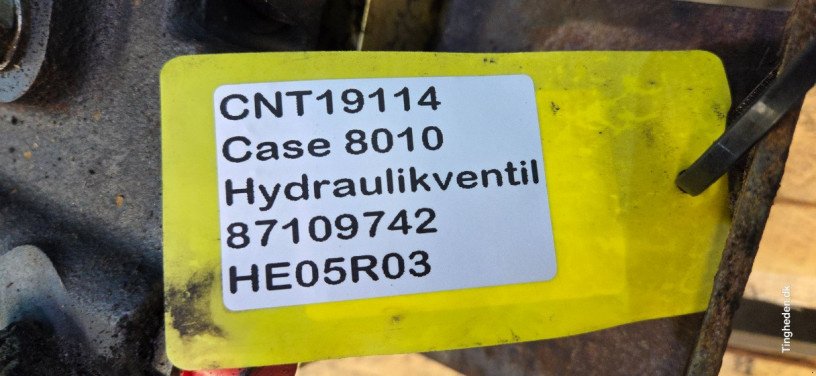 CNT19114
Case 8010
Hydraulikventil
87109742
HE05R03
Tingheden.dk